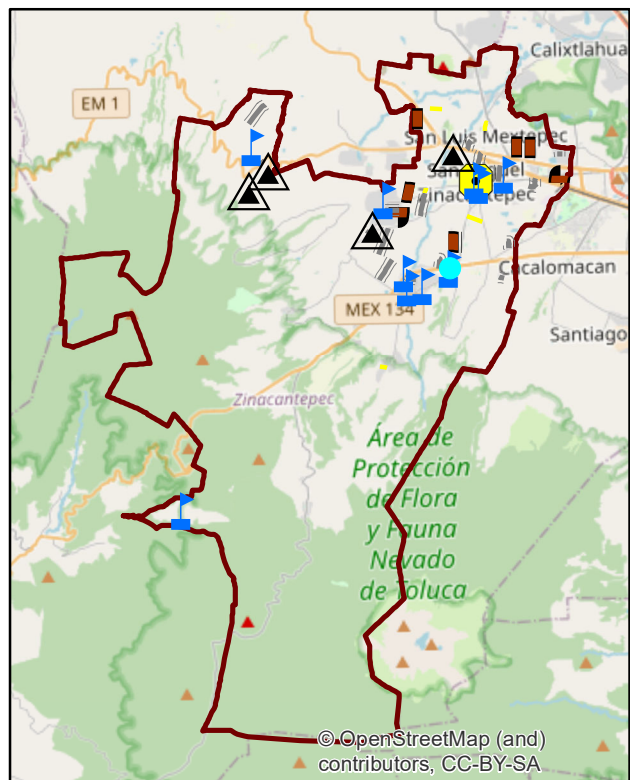 Calixtlahua
EM 1
San Luis Mextepec
Cacalomacan
MEX 134
Santiago
Zinacantepec
Área de
Protección
de Flora
y Fauna
Nevado
de Toluca
© OpenStreetMap (and)
contributors, CC-BY-SA